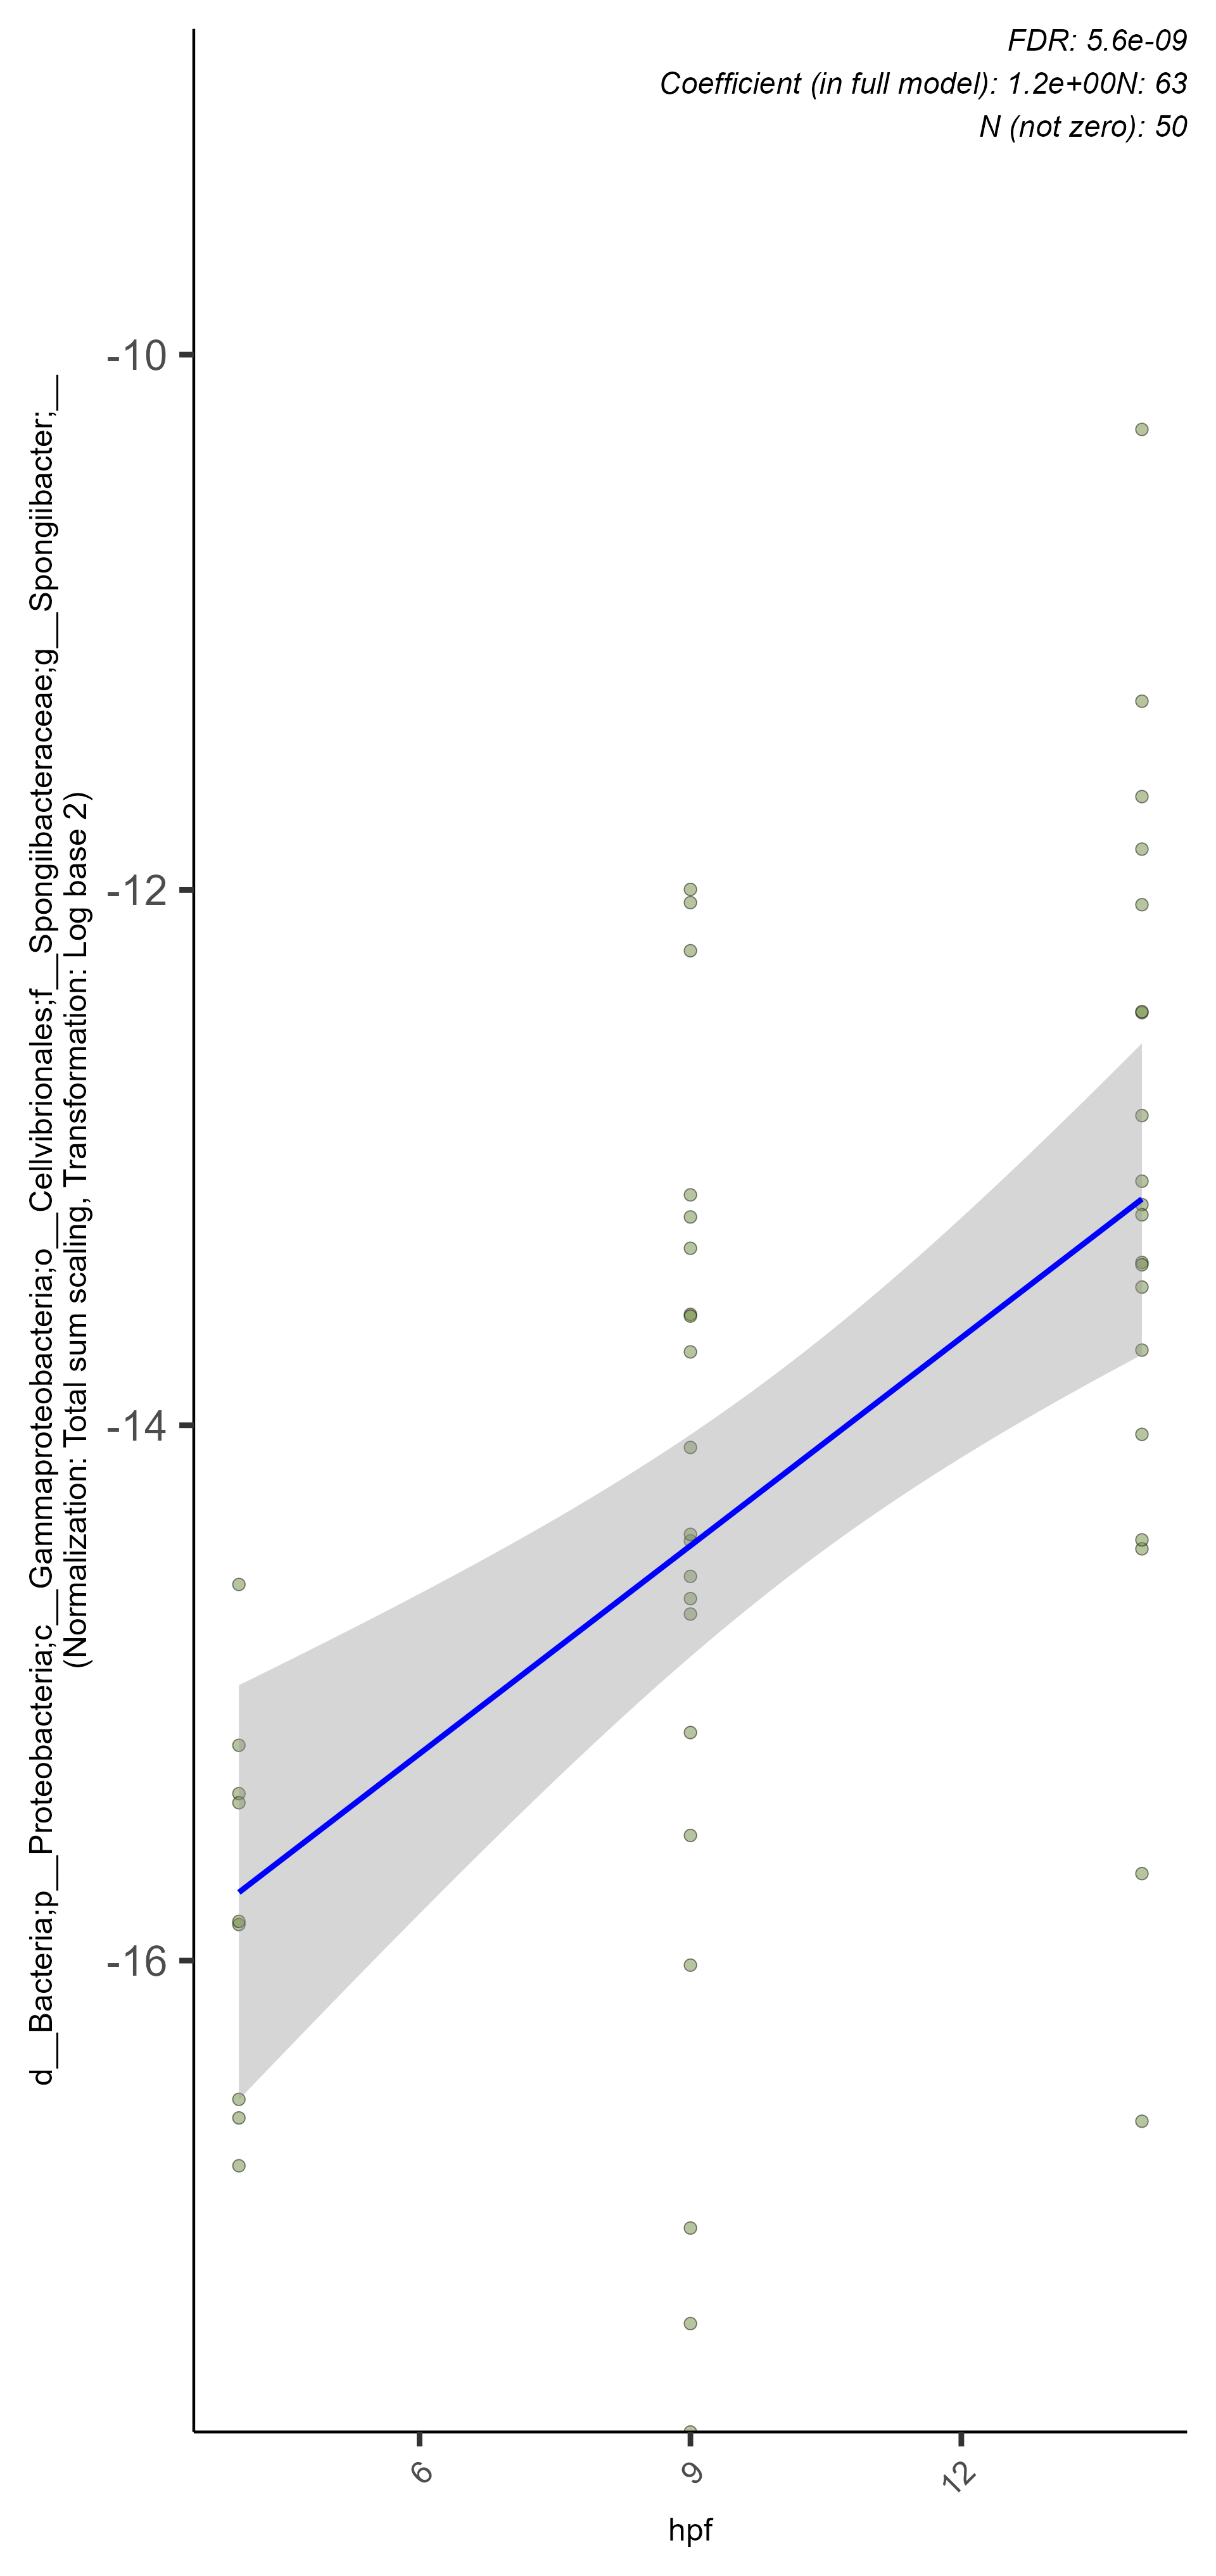 FDR: 5.6e-09
Coefficient (in full model): 1.2e+00N: 63
N (not zero): 50
d__Bacteria;p__Proteobacteria;c__Gammaproteobacteria;o__Cellvibrionales;f__Spongiibacteraceae;g__Spongiibacter;__
(Normalization: Total sum scaling, Transformation: Log base 2)
-10
-12
-14
-16
6
9
12
hpf